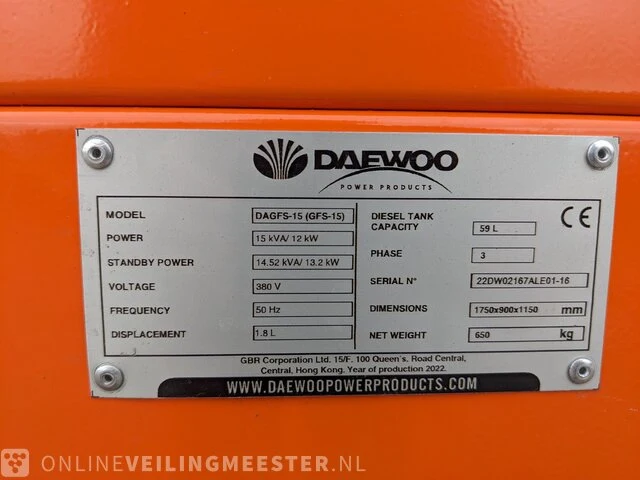 DAEWOO
POWER PRODUCTS
MODEL DAGFS-15 (GFS-15)
POWER 15 kVA/ 12 kW
STANDBY POWER 14.52 kVA/ 13.2 kW
VOLTAGE 380 V
FREQUENCY 50 Hz
DISPLACEMENT 1.8 L
DIESEL TANK
CAPACITY 59 L
CE
PHASE 3
SERIAL N° 22DW02167ALE01-16
DIMENSIONS 1750x900x1150 mm
NET WEIGHT 650 kg
GBR Corporation Ltd. 15/F. 100 Queen's, Road Central,
Central, Hong Kong, Year of production 2022.
WWW.DAEWOOPOWERPRODUCTS.COM
ONLINEVEILINGMEESTER.NL